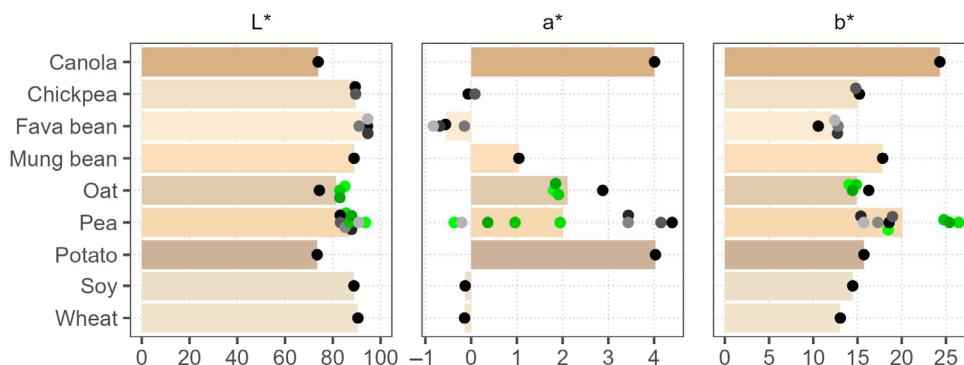 L* a* b*
Canola
Chickpea
Fava bean
Mung bean
Oat
Pea
Potato
Soy
Wheat
0 20 40 60 80 100 −1 0 1 2 3 4 0 5 10 15 20 25